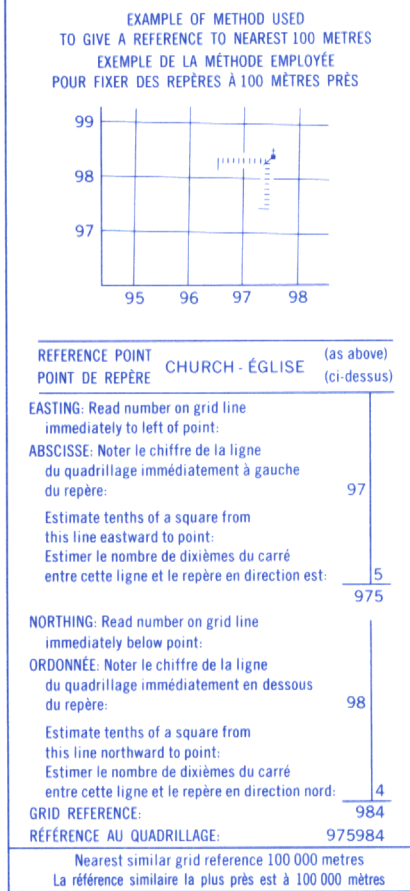 EXAMPLE OF METHOD USED
TO GIVE A REFERENCE TO NEAREST 100 METRES
EXEMPLE DE LA MÉTHODE EMPLOYÉE
POUR FIXER DES REPÈRES À 100 MÈTRES PRÈS
99
98
97
95 96 97 98
REFERENCE POINT
POINT DE REPÈRE
CHURCH - ÉGLISE
(as above)
(ci-dessus)
EASTING: Read number on grid line
immediately to left of point:
ABSCISSE: Noter le chiffre de la ligne
du quadrillage immédiatement à gauche
du repère: 97
Estimate tenths of a square from
this line eastward to point:
Estimer le nombre de dixièmes du carré
entre cette ligne et le repère en direction est: 5
975
NORTHING: Read number on grid line
immediately below point:
ORDONNÉE: Noter le chiffre de la ligne
du quadrillage immédiatement en dessous
du repère: 98
Estimate tenths of a square from
this line northward to point:
Estimer le nombre de dixièmes du carré
entre cette ligne et le repère en direction nord: 4
GRID REFERENCE: 984
RÉFÉRENCE AU QUADRILLAGE: 975984
Nearest similar grid reference 100 000 metres
La référence similaire la plus près est à 100 000 mètres